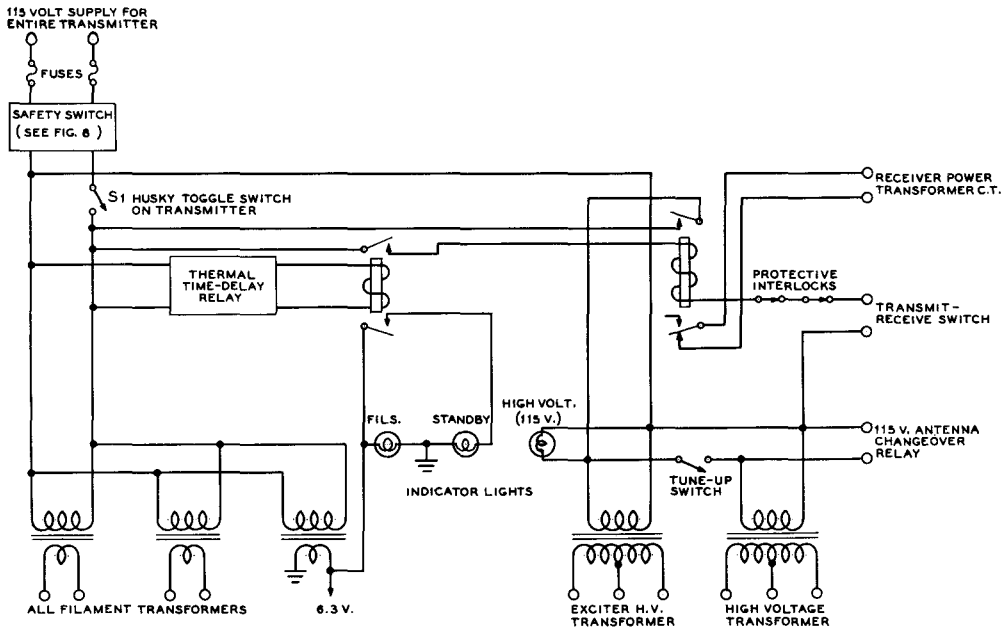 115 VOLT SUPPLY FOR
ENTIRE TRANSMITTER
FUSES
SAFETY SWITCH
(SEE FIG. 8)
S1 HUSKY TOGGLE SWITCH
ON TRANSMITTER
RECEIVER POWER
TRANSFORMER C.T.
THERMAL
TIME-DELAY
RELAY
PROTECTIVE
INTERLOCKS
TRANSMIT-
RECEIVE SWITCH
FILS.
STANDBY
HIGH VOLT.
(115 V.)
115 V. ANTENNA
CHANGEOVER
RELAY
INDICATOR LIGHTS
TUNE-UP
SWITCH
ALL FILAMENT TRANSFORMERS
6.3 V.
EXCITER H.V.
TRANSFORMER
HIGH VOLTAGE
TRANSFORMER